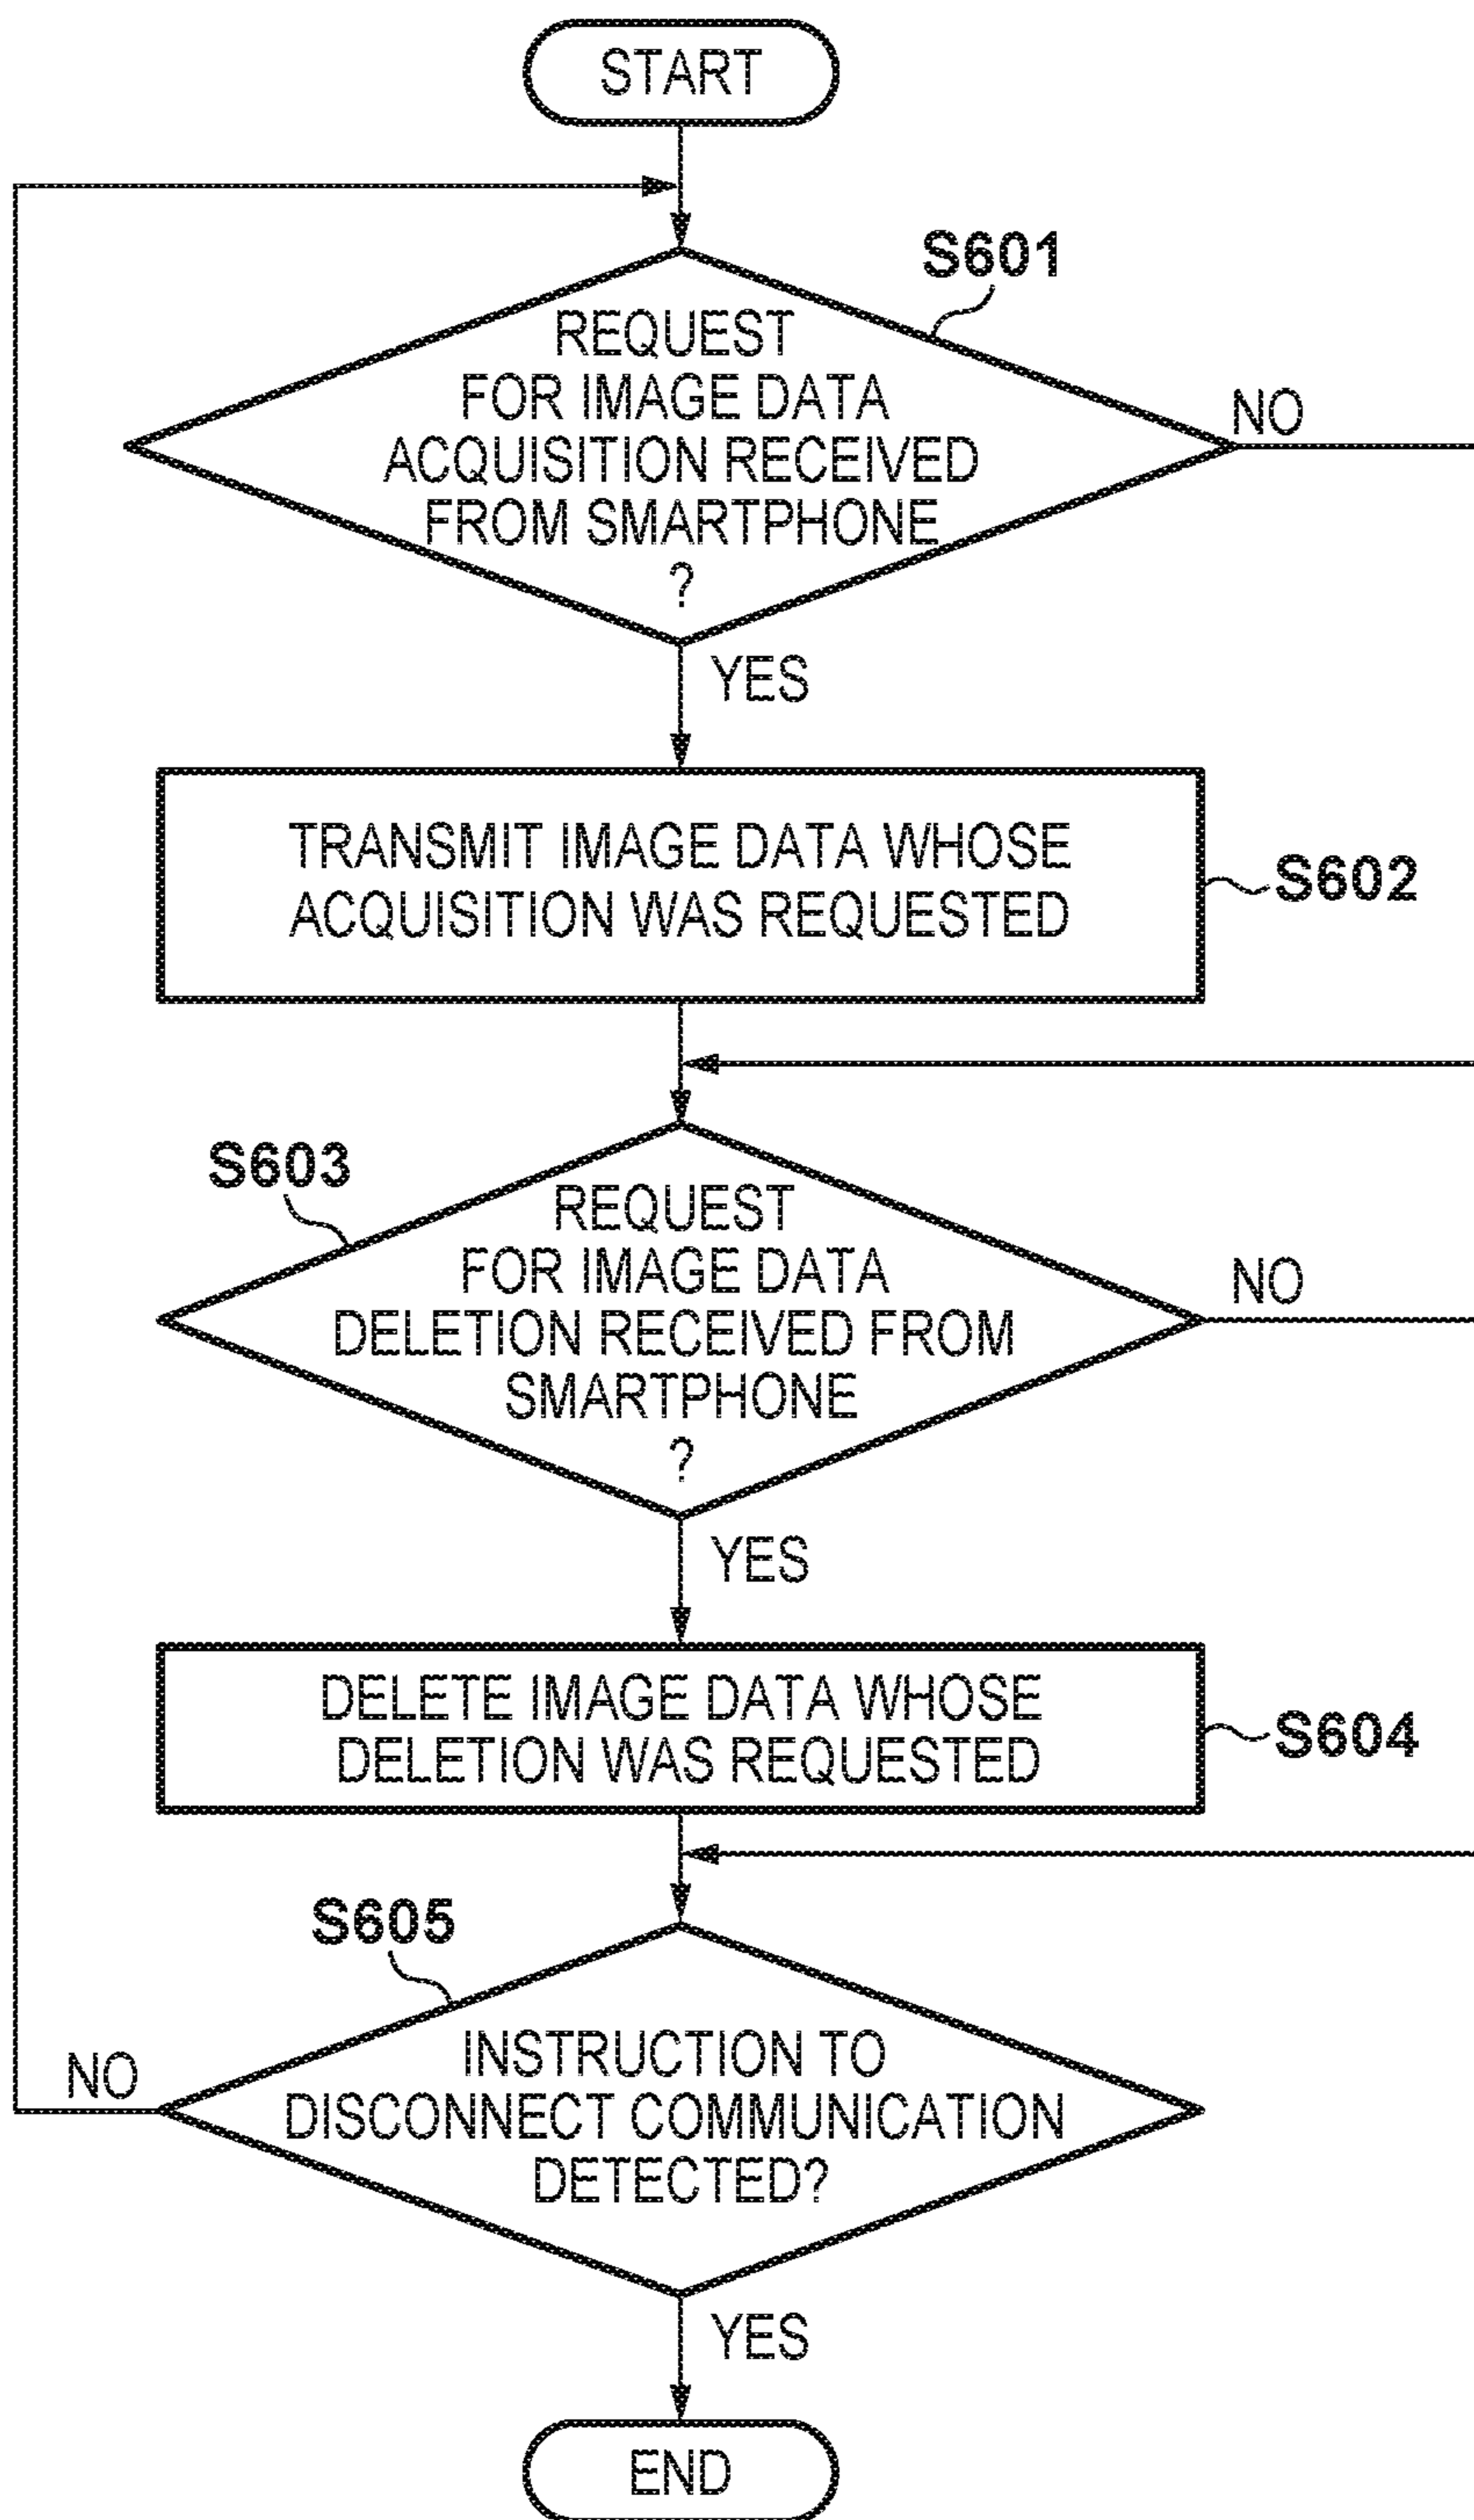 START
S601
REQUEST
FOR IMAGE DATA
ACQUISITION RECEIVED
FROM SMARTPHONE
?
NO
YES
TRANSMIT IMAGE DATA WHOSE
ACQUISITION WAS REQUESTED
S602
S603
REQUEST
FOR IMAGE DATA
DELETION RECEIVED FROM
SMARTPHONE
?
NO
YES
DELETE IMAGE DATA WHOSE
DELETION WAS REQUESTED
S604
S605
INSTRUCTION TO
DISCONNECT COMMUNICATION
DETECTED?
NO
YES
END